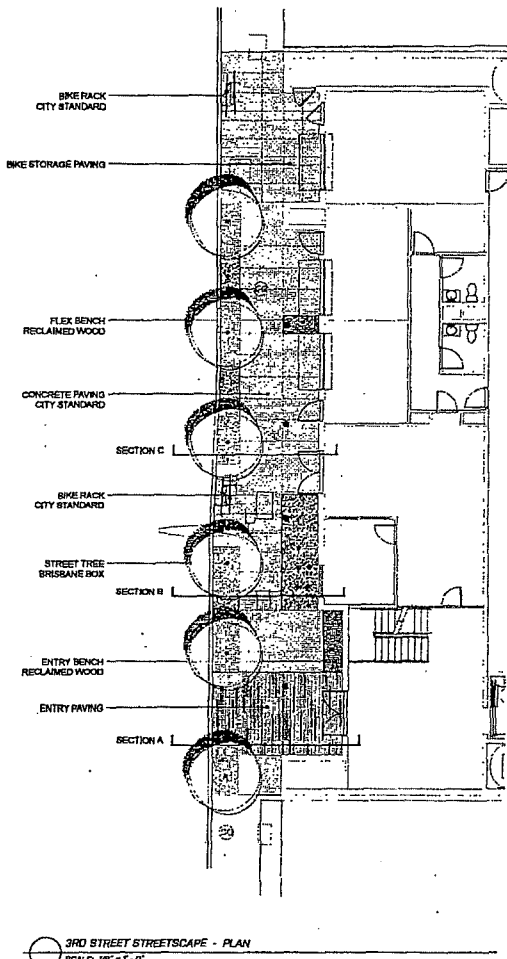 BIKE RACK
CITY STANDARD
BIKE STORAGE PAVING
FLEX BENCH
RECLAIMED WOOD
CONCRETE PAVING
CITY STANDARD
SECTION C
BIKE RACK
CITY STANDARD
STREET TREE
BRISBANE BOX
SECTION B
ENTRY BENCH
RECLAIMED WOOD
ENTRY PAVING
SECTION A
3RD STREET STREETSCAPE - PLAN